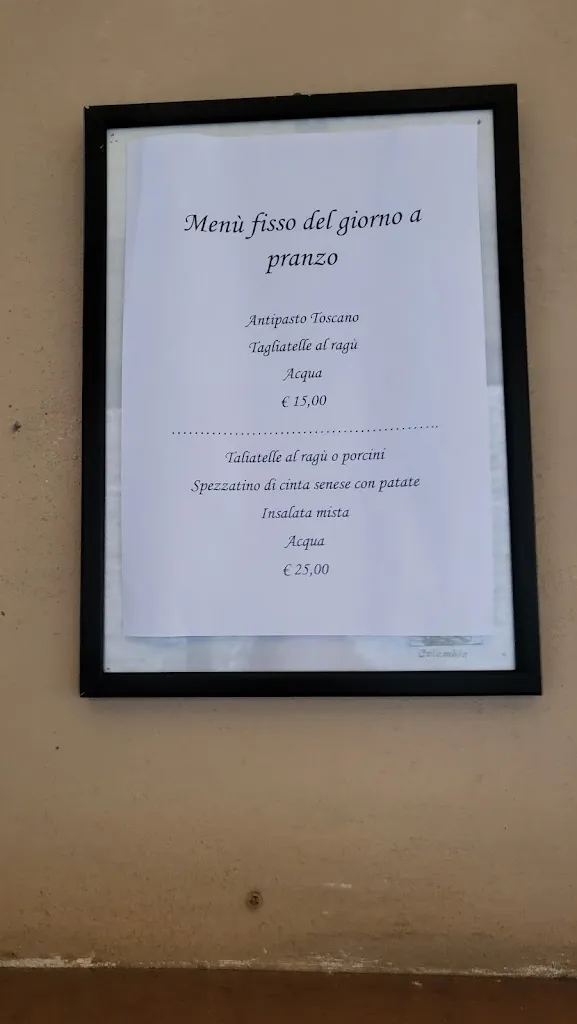 Menù fisso del giorno a
pranzo
Antipasto Toscano
Tagliatelle al ragù
Acqua
€ 15,00
................................................
Taliatelle al ragù o porcini
Spezzatino di cinta senese con patate
Insalata mista
Acqua
€ 25,00